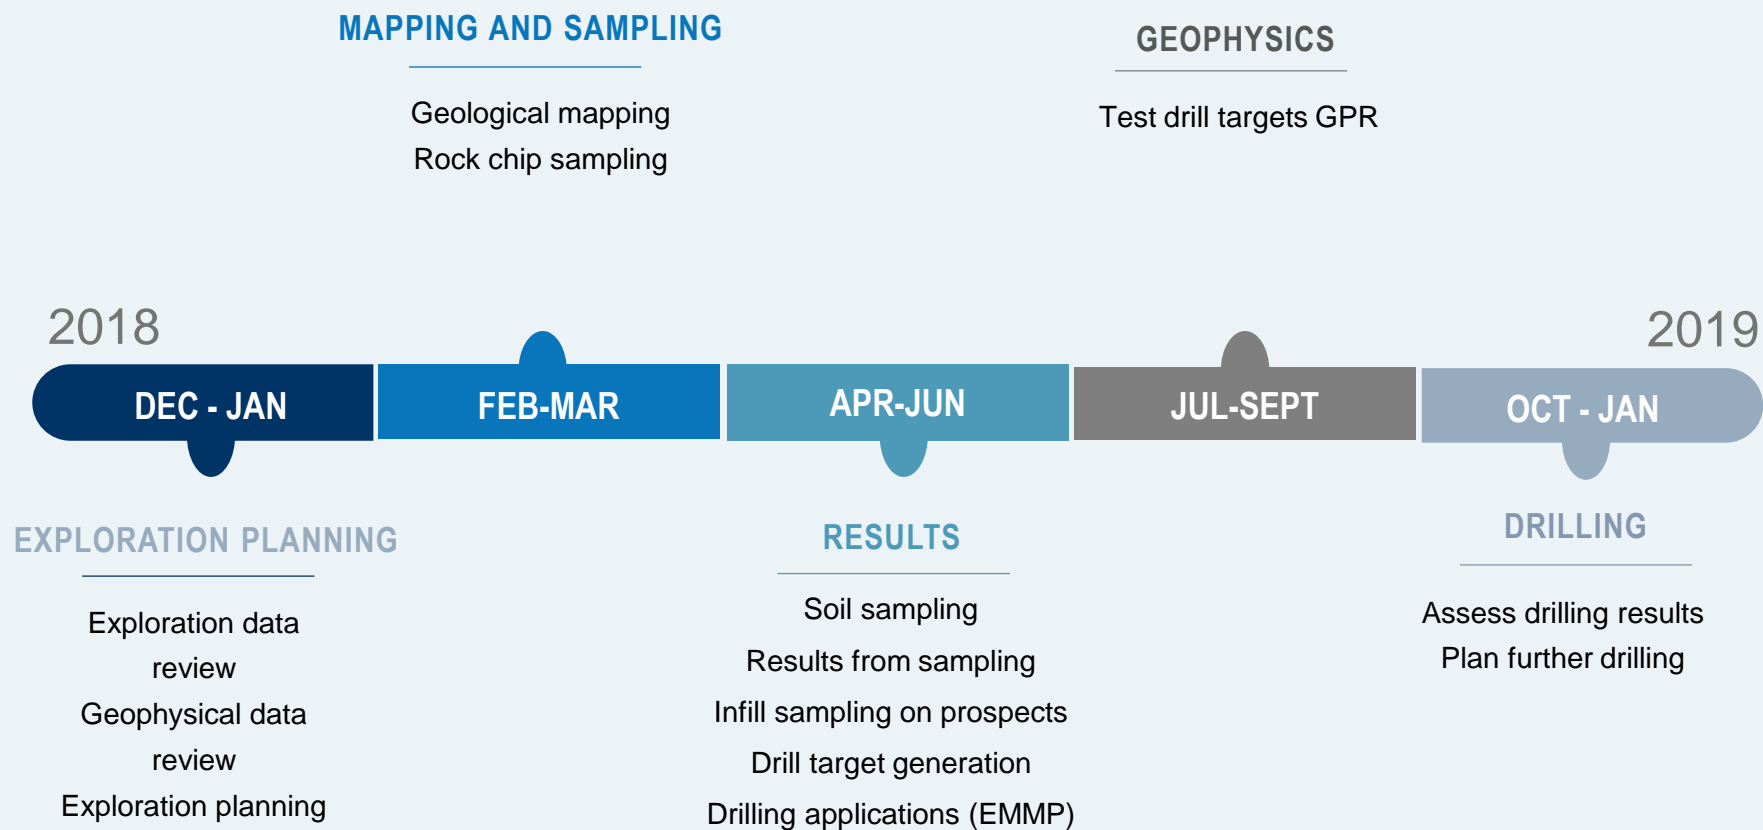 MAPPING AND SAMPLING
Geological mapping
Rock chip sampling
GEOPHYSICS
Test drill targets GPR
2018
2019
DEC - JAN
FEB-MAR
APR-JUN
JUL-SEPT
OCT - JAN
EXPLORATION PLANNING
Exploration data
review
Geophysical data
review
Exploration planning
RESULTS
Soil sampling
Results from sampling
Infill sampling on prospects
Drill target generation
Drilling applications (EMMP)
DRILLING
Assess drilling results
Plan further drilling